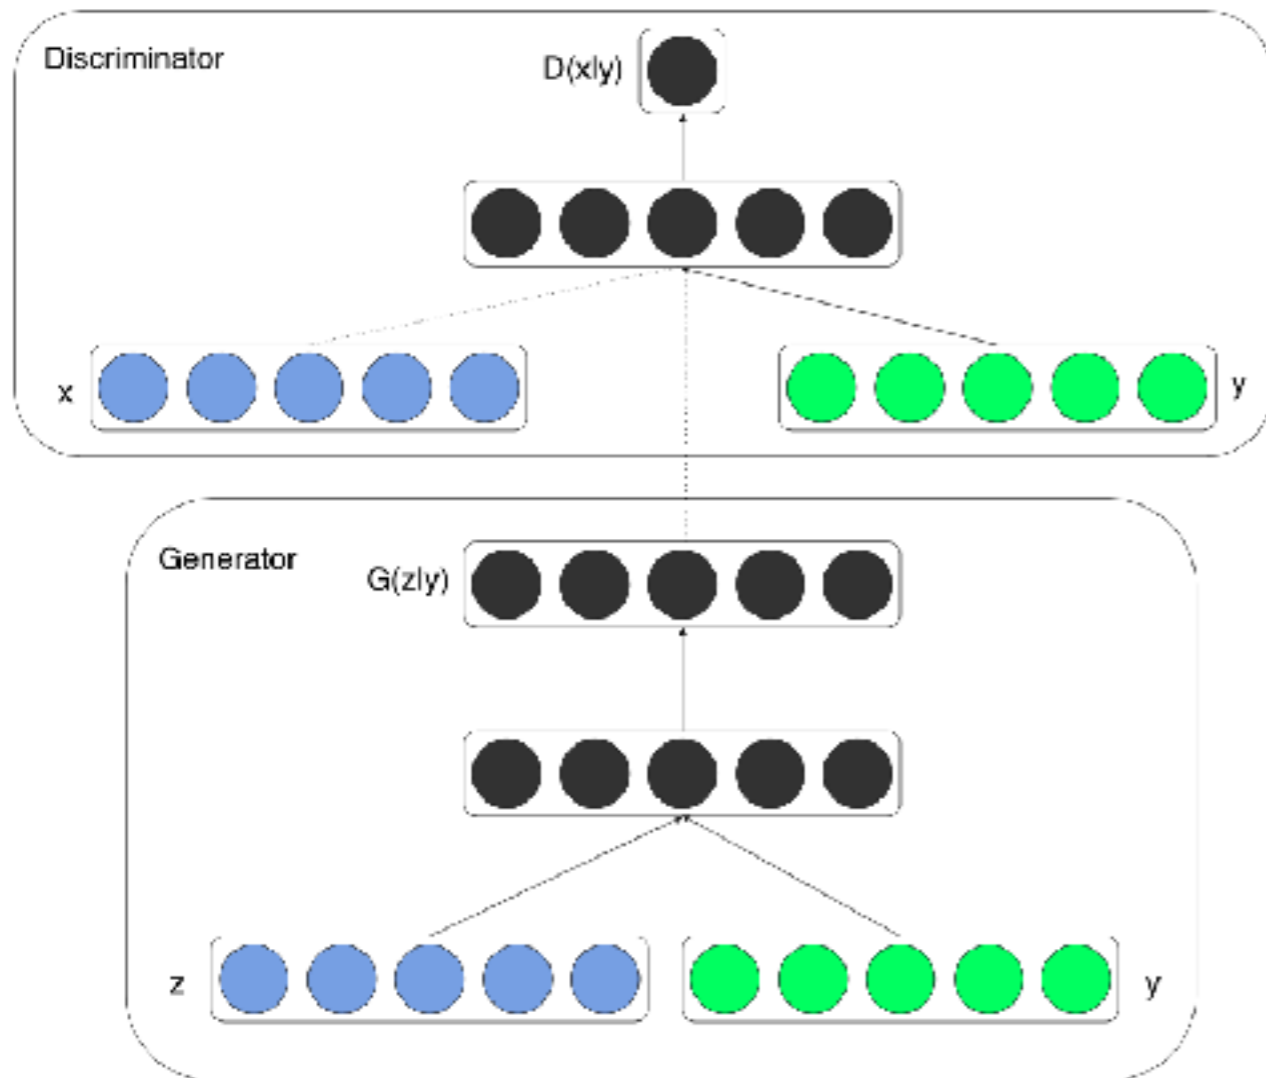 Discriminator
D(x|y)
x
y
Generator
G(z|y)
z
y